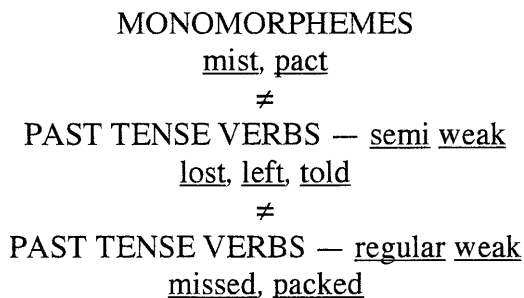 MONOMORPHEMES
mist, pact
≠
PAST TENSE VERBS — semi weak
lost, left, told
≠
PAST TENSE VERBS — regular weak
missed, packed